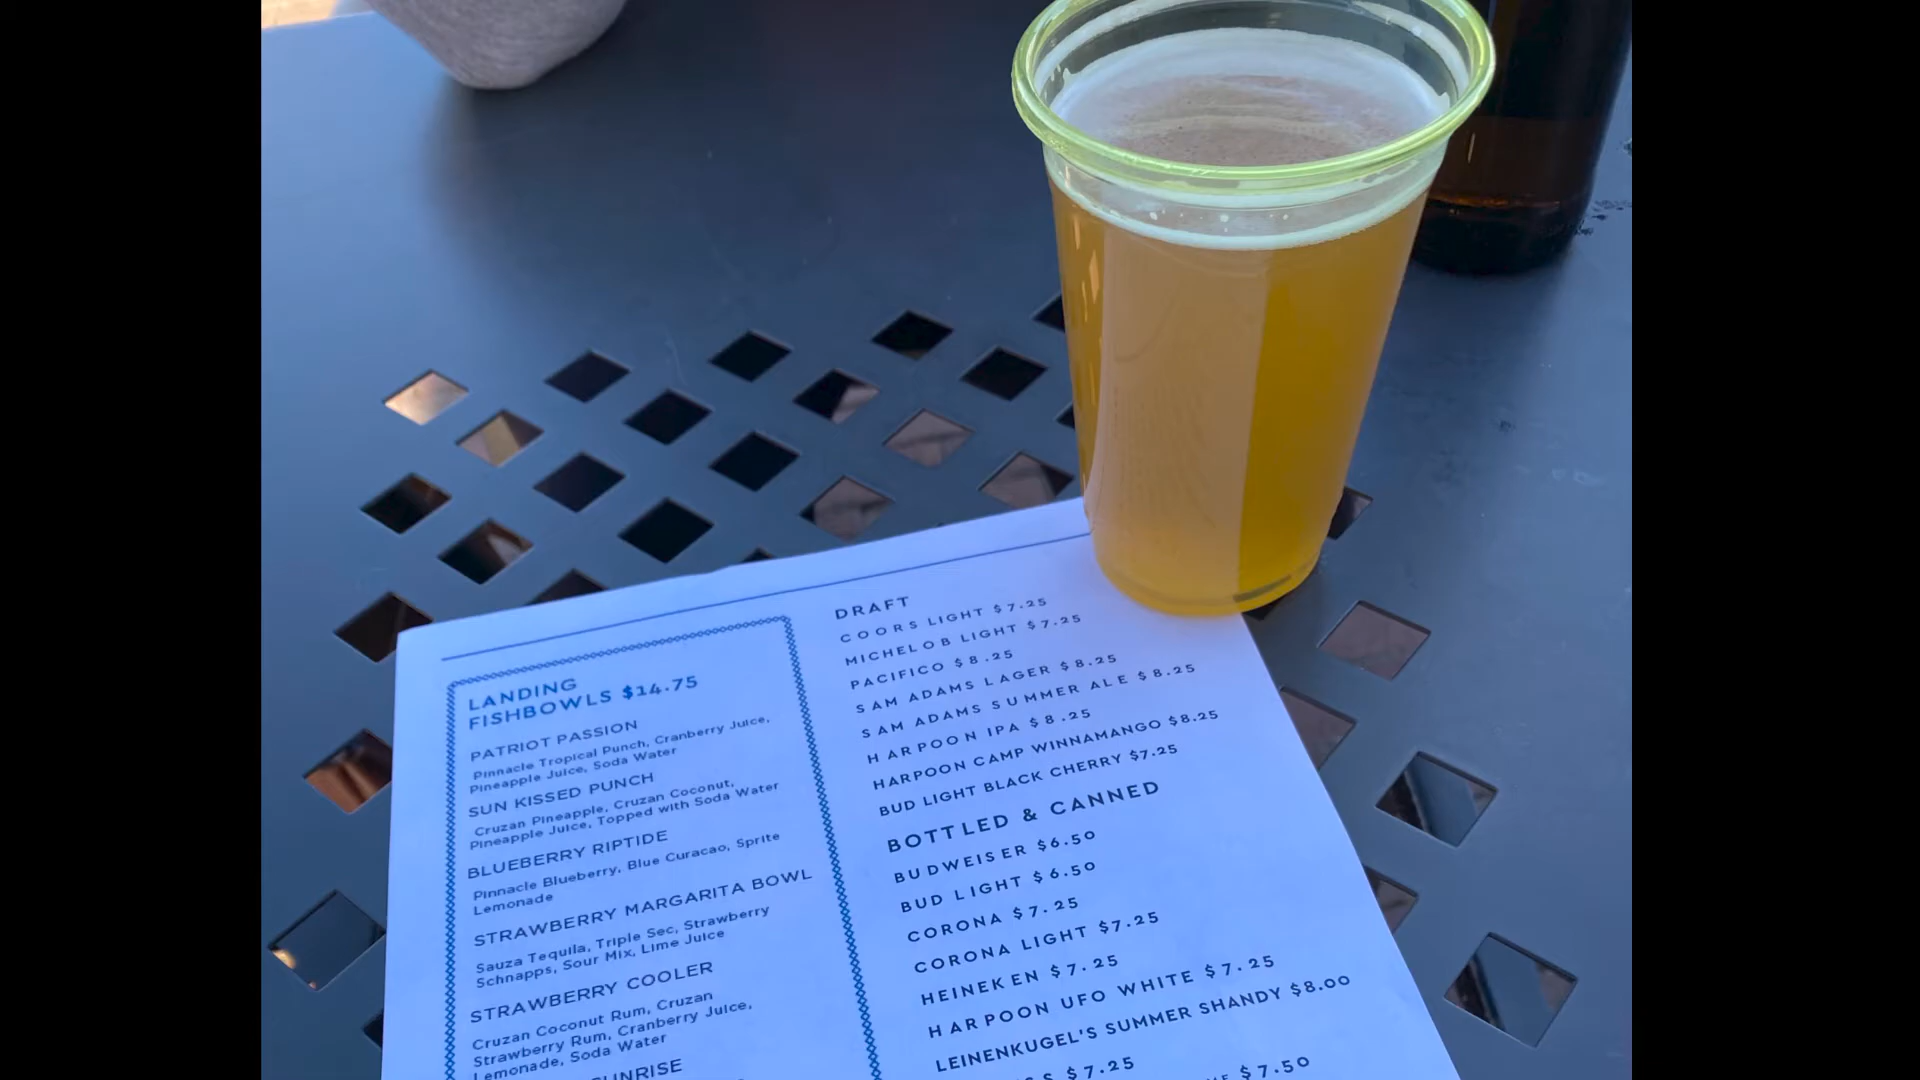 LANDING
FISHBOWLS $14.75
PATRIOT PASSION
Pinnacle Tropical Punch, Cranberry Juice,
Pineapple Juice, Soda Water
SUN KISSED PUNCH
Cruzan Pineapple, Cruzan Coconut,
Pineapple Juice, Topped with Soda Water
BLUEBERRY RIPTIDE
Pinnacle Blueberry, Blue Curacao, Sprite
Lemonade
STRAWBERRY MARGARITA BOWL
Sauza Tequila, Triple Sec, Strawberry
Schnapps, Sour Mix, Lime Juice
STRAWBERRY COOLER
Cruzan Coconut Rum, Cruzan
Strawberry Rum, Cranberry Juice,
Lemonade, Soda Water
DRAFT
COORS LIGHT $7.25
MICHELOB LIGHT $7.25
PACIFICO $8.25
SAM ADAMS LAGER $8.25
SAM ADAMS SUMMER ALE $8.25
HARPOON IPA $8.25
HARPOON CAMP WINNAMANGO $8.25
BUD LIGHT BLACK CHERRY $7.25
BOTTLED & CANNED
BUDWEISER $6.50
BUD LIGHT $6.50
CORONA $7.25
CORONA LIGHT $7.25
HEINEKEN $7.25
HARPOON UFO WHITE $7.25
LEINENKUGEL'S SUMMER SHANDY $8.00
$7.25
$7.50